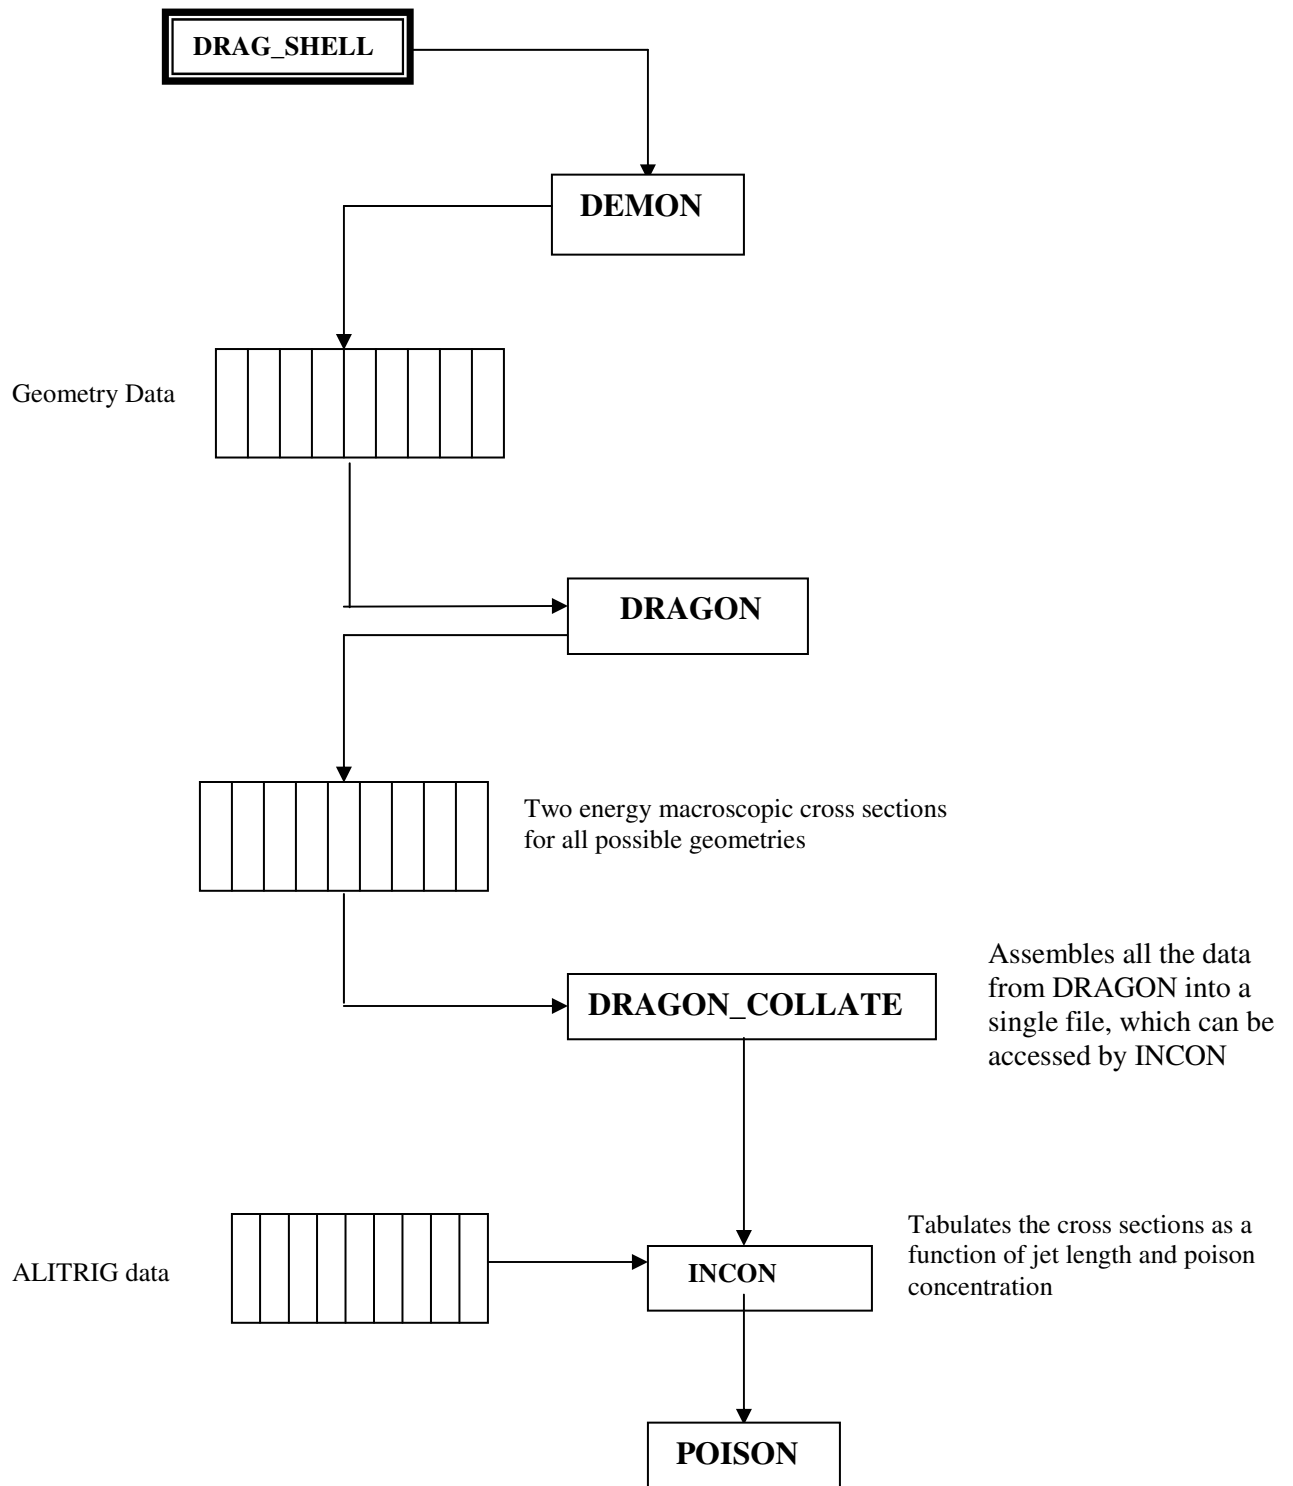 DRAG_SHELL
DEMON
Geometry Data
DRAGON
Two energy macroscopic cross sections
for all possible geometries
Assembles all the data
from DRAGON into a
single file, which can be
accessed by INCON
DRAGON_COLLATE
Tabulates the cross sections as a
function of jet length and poison
concentration
ALITRIG data
INCON
POISON